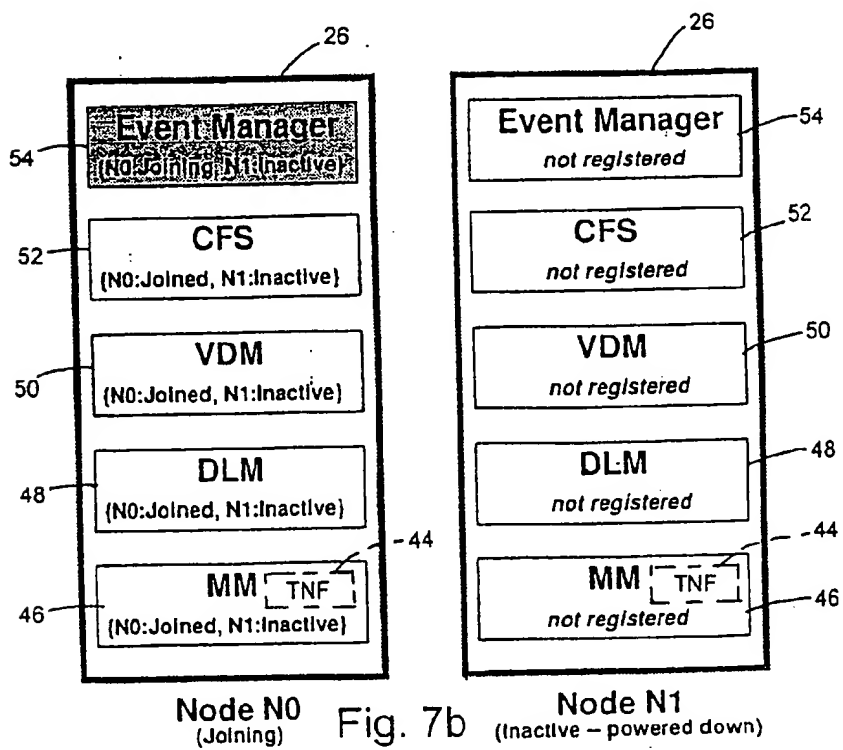 26
Event Manager
{N0:Joining, N1:Inactive}
54
CFS
{N0:Joined, N1:Inactive}
52
VDM
{N0:Joined, N1:Inactive}
50
DLM
{N0:Joined, N1:Inactive}
48
44
MM
TNF
{N0:Joined, N1:Inactive}
46
Node N0
(Joining)
26
Event Manager
not registered
54
CFS
not registered
52
VDM
not registered
50
DLM
not registered
48
44
MM
TNF
not registered
46
Node N1
(Inactive – powered down)
Fig. 7b